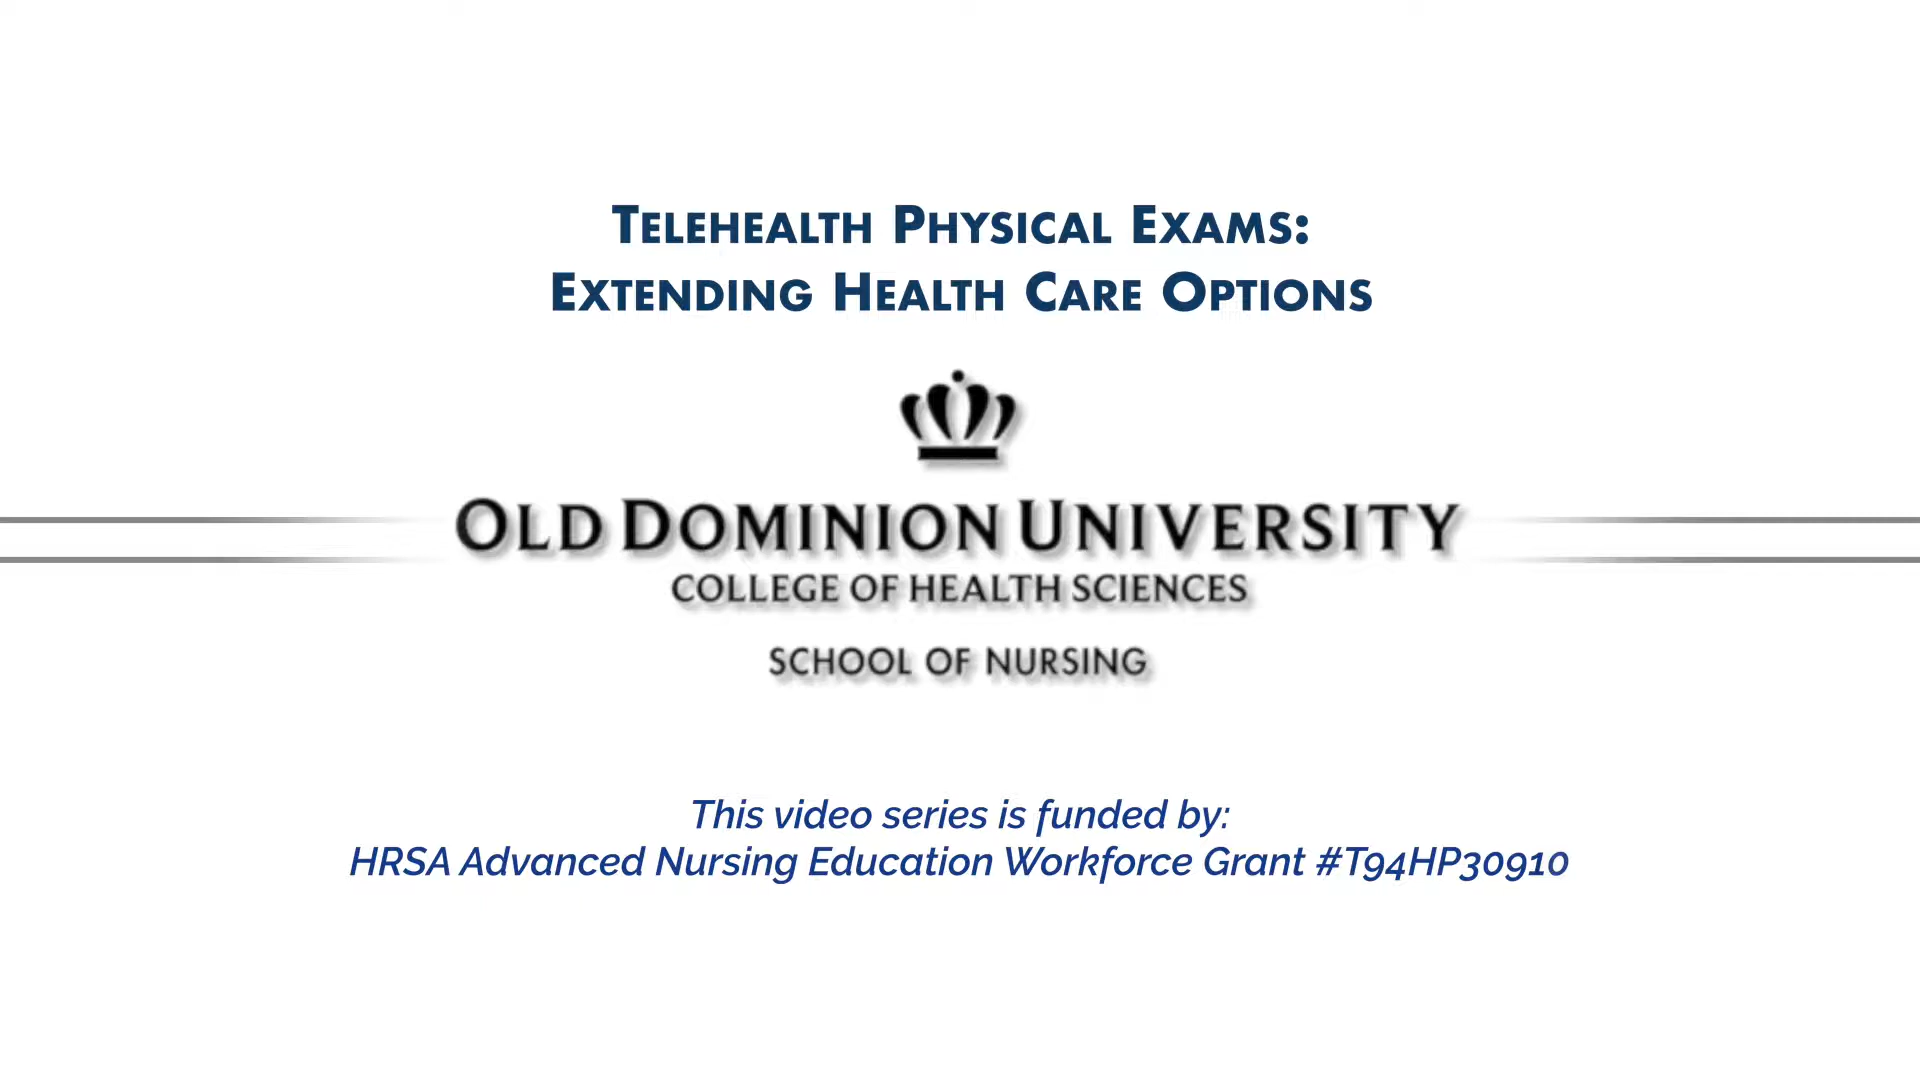 TELEHEALTH PHYSICAL EXAMS:
EXTENDING HEALTH CARE OPTIONS
OLD DOMINION UNIVERSITY
COLLEGE OF HEALTH SCIENCES
SCHOOL OF NURSING
This video series is funded by:
HRSA Advanced Nursing Education Workforce Grant #T94HP30910